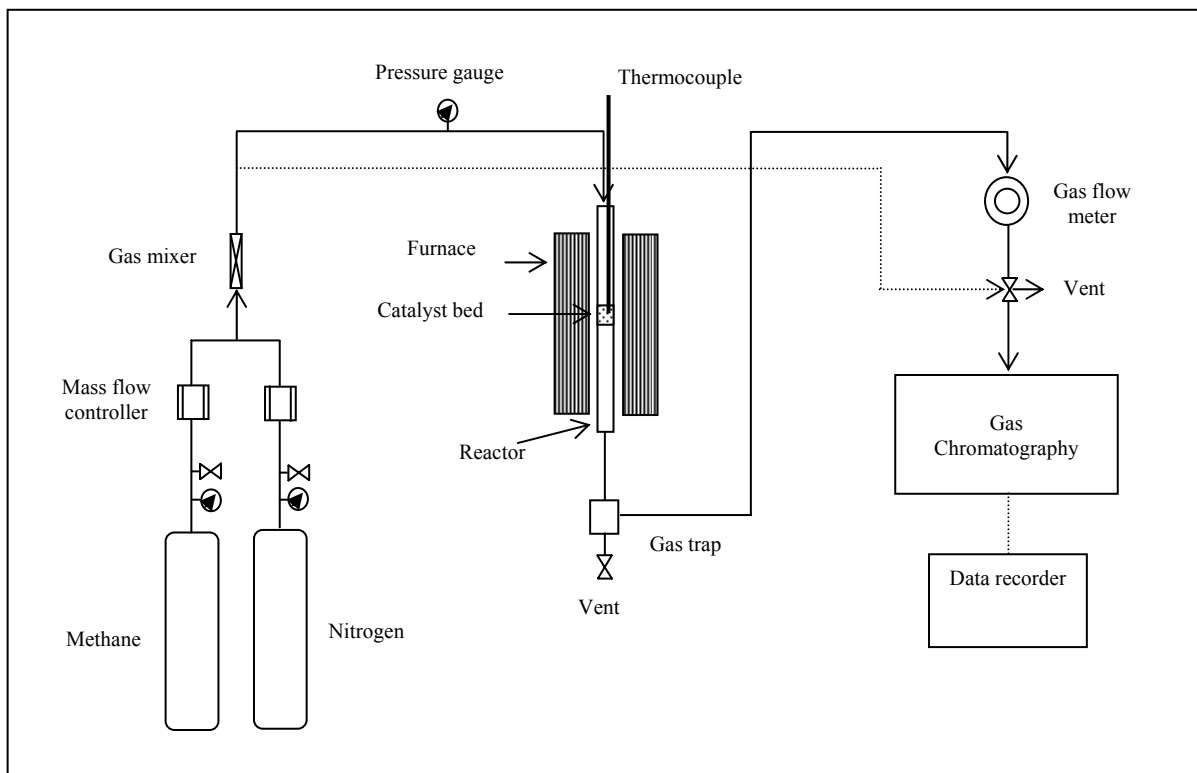 Pressure gauge
Thermocouple
Gas flow
meter
Gas mixer
Furnace
Catalyst bed
Vent
Mass flow
controller
Gas
Chromatography
Reactor
Gas trap
Data recorder
Vent
Methane
Nitrogen